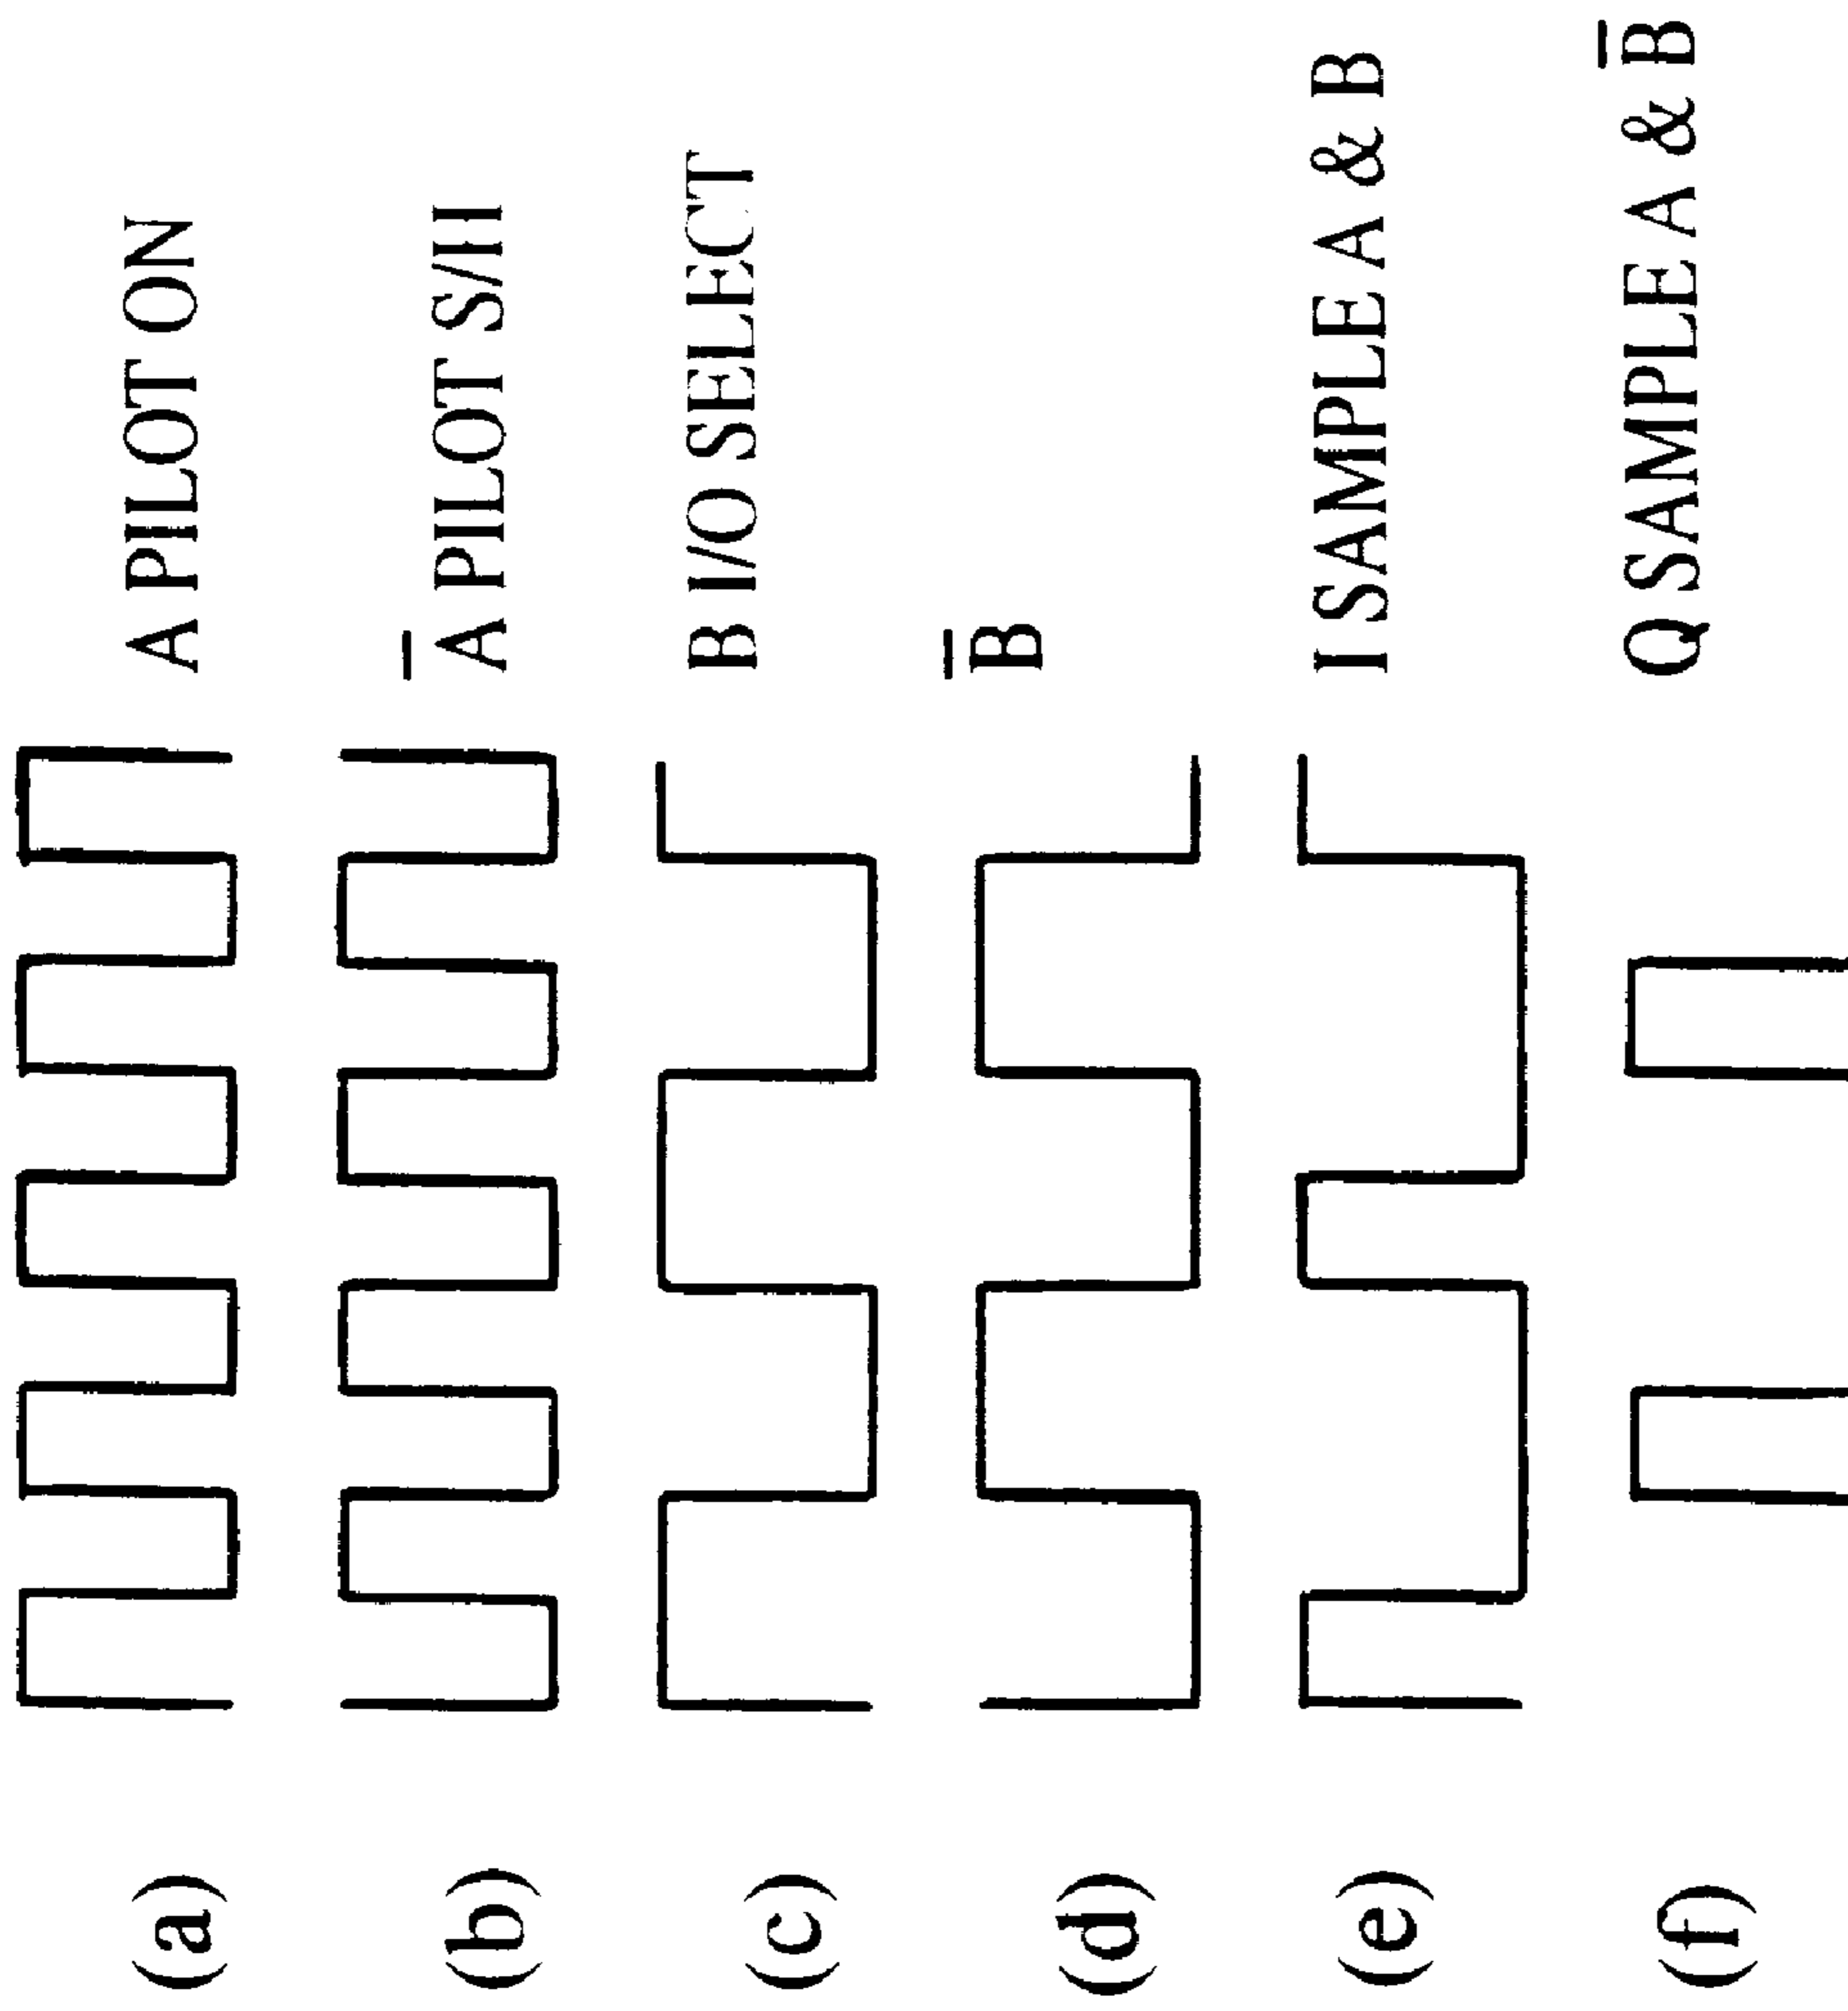 (a) A PILOT ON
(b) A̅ PILOT S/H
(c) B I/O SELECT
(d) B̅
(e) I SAMPLE A & B
(f) Q SAMPLE A & B̅